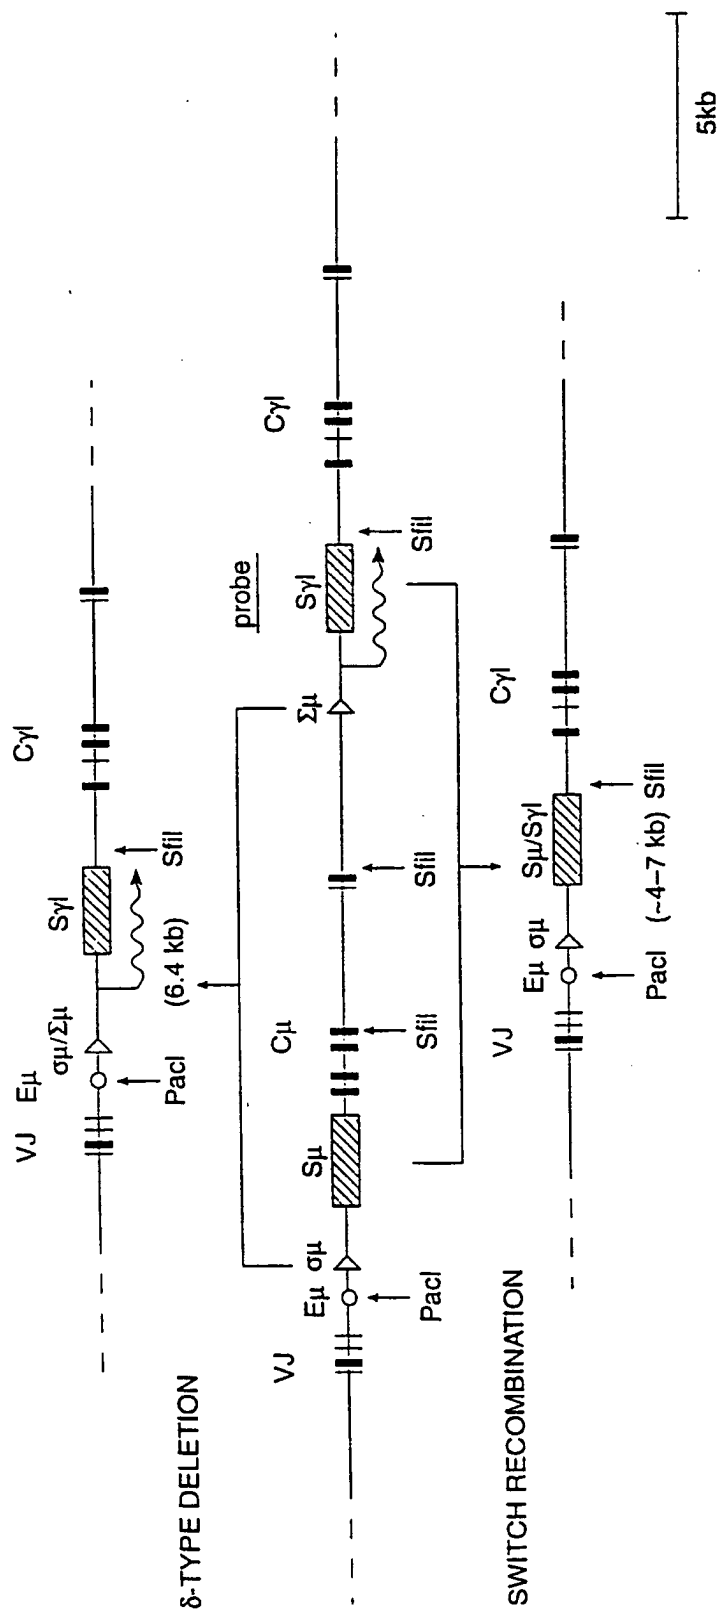 δ-TYPE DELETION
VJ
Eμ
σμ/Σμ
Sγl
Cγl
PacI
(6.4 kb)
SfiI
probe
VJ
Eμ σμ
Sμ
Cμ
Σμ
Sγl
Cγl
PacI
SfiI
SfiI
SfiI
SWITCH RECOMBINATION
VJ
Eμ σμ
Sμ/Sγl
Cγl
PacI
(~4–7 kb) SfiI
5kb